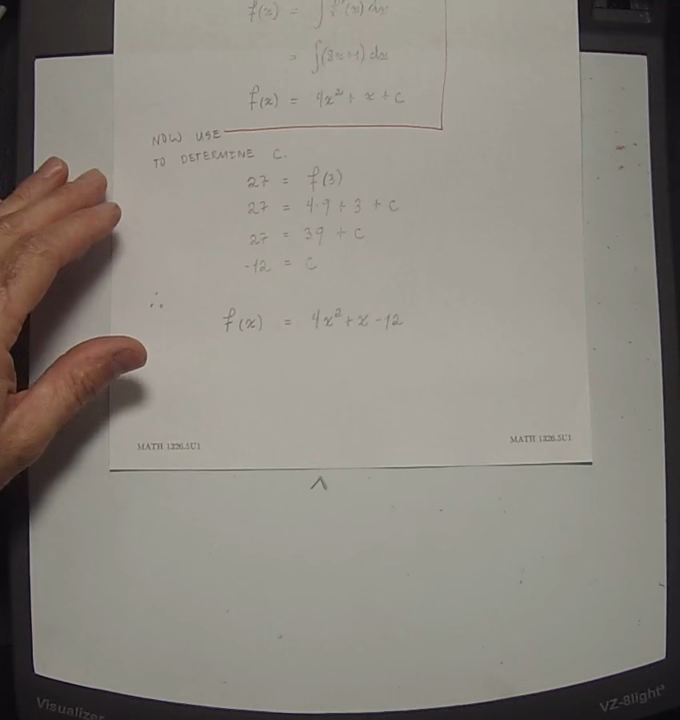 f(x) = ∫ f'(x) dx
= ∫(8x+1) dx
f(x) = 4x² + x + C
NOW USE
TO DETERMINE C.
27 = f(3)
27 = 4·9 + 3 + C
27 = 39 + C
-12 = C
∴
f(x) = 4x² + x - 12
MATH 1326.5U1 MATH 1326.5U1
^
Visualizer VZ-8light³